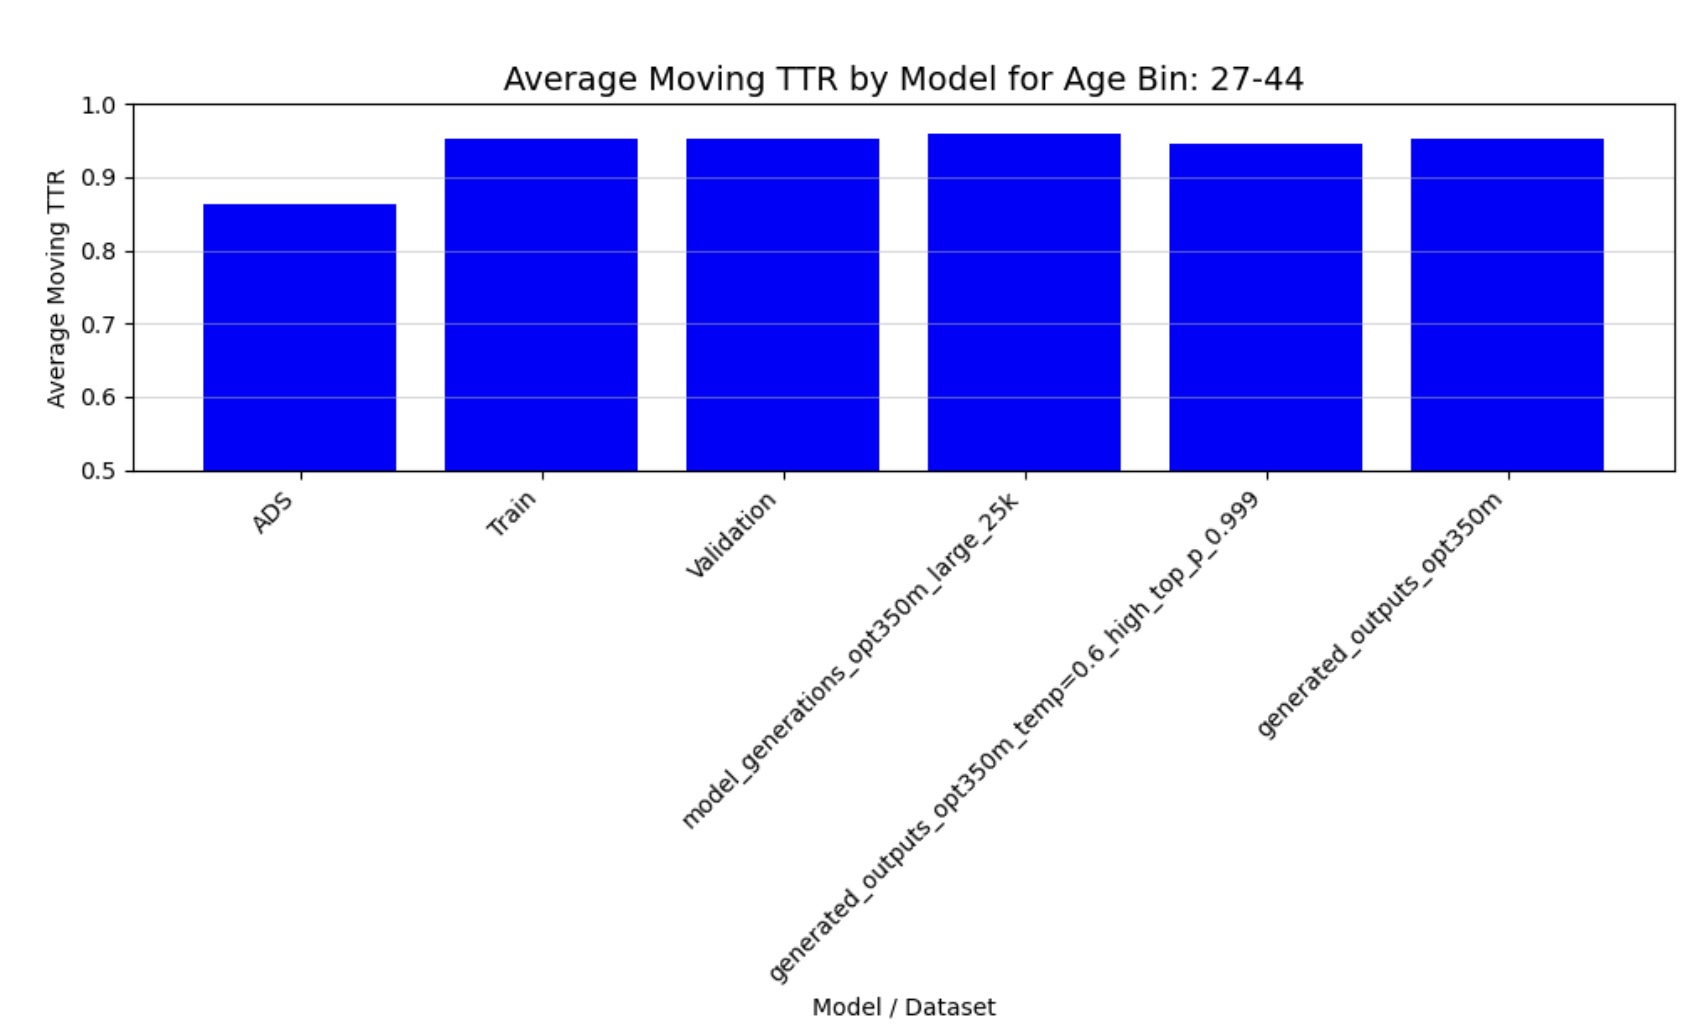 Average Moving TTR by Model for Age Bin: 27-44
Average Moving TTR
1.0
0.9
0.8
0.7
0.6
0.5
ADS
Train
Validation
model_generations_opt350m_large_25k
generated_outputs_opt350m_temp=0.6_high_top_p_0.999
generated_outputs_opt350m
Model / Dataset